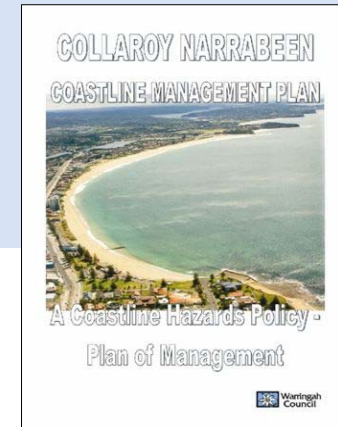 COLLAROY NARRABEEN
COASTLINE MANAGEMENT PLAN
A Coastline Hazards Policy -
Plan of Management
Warringah
Council